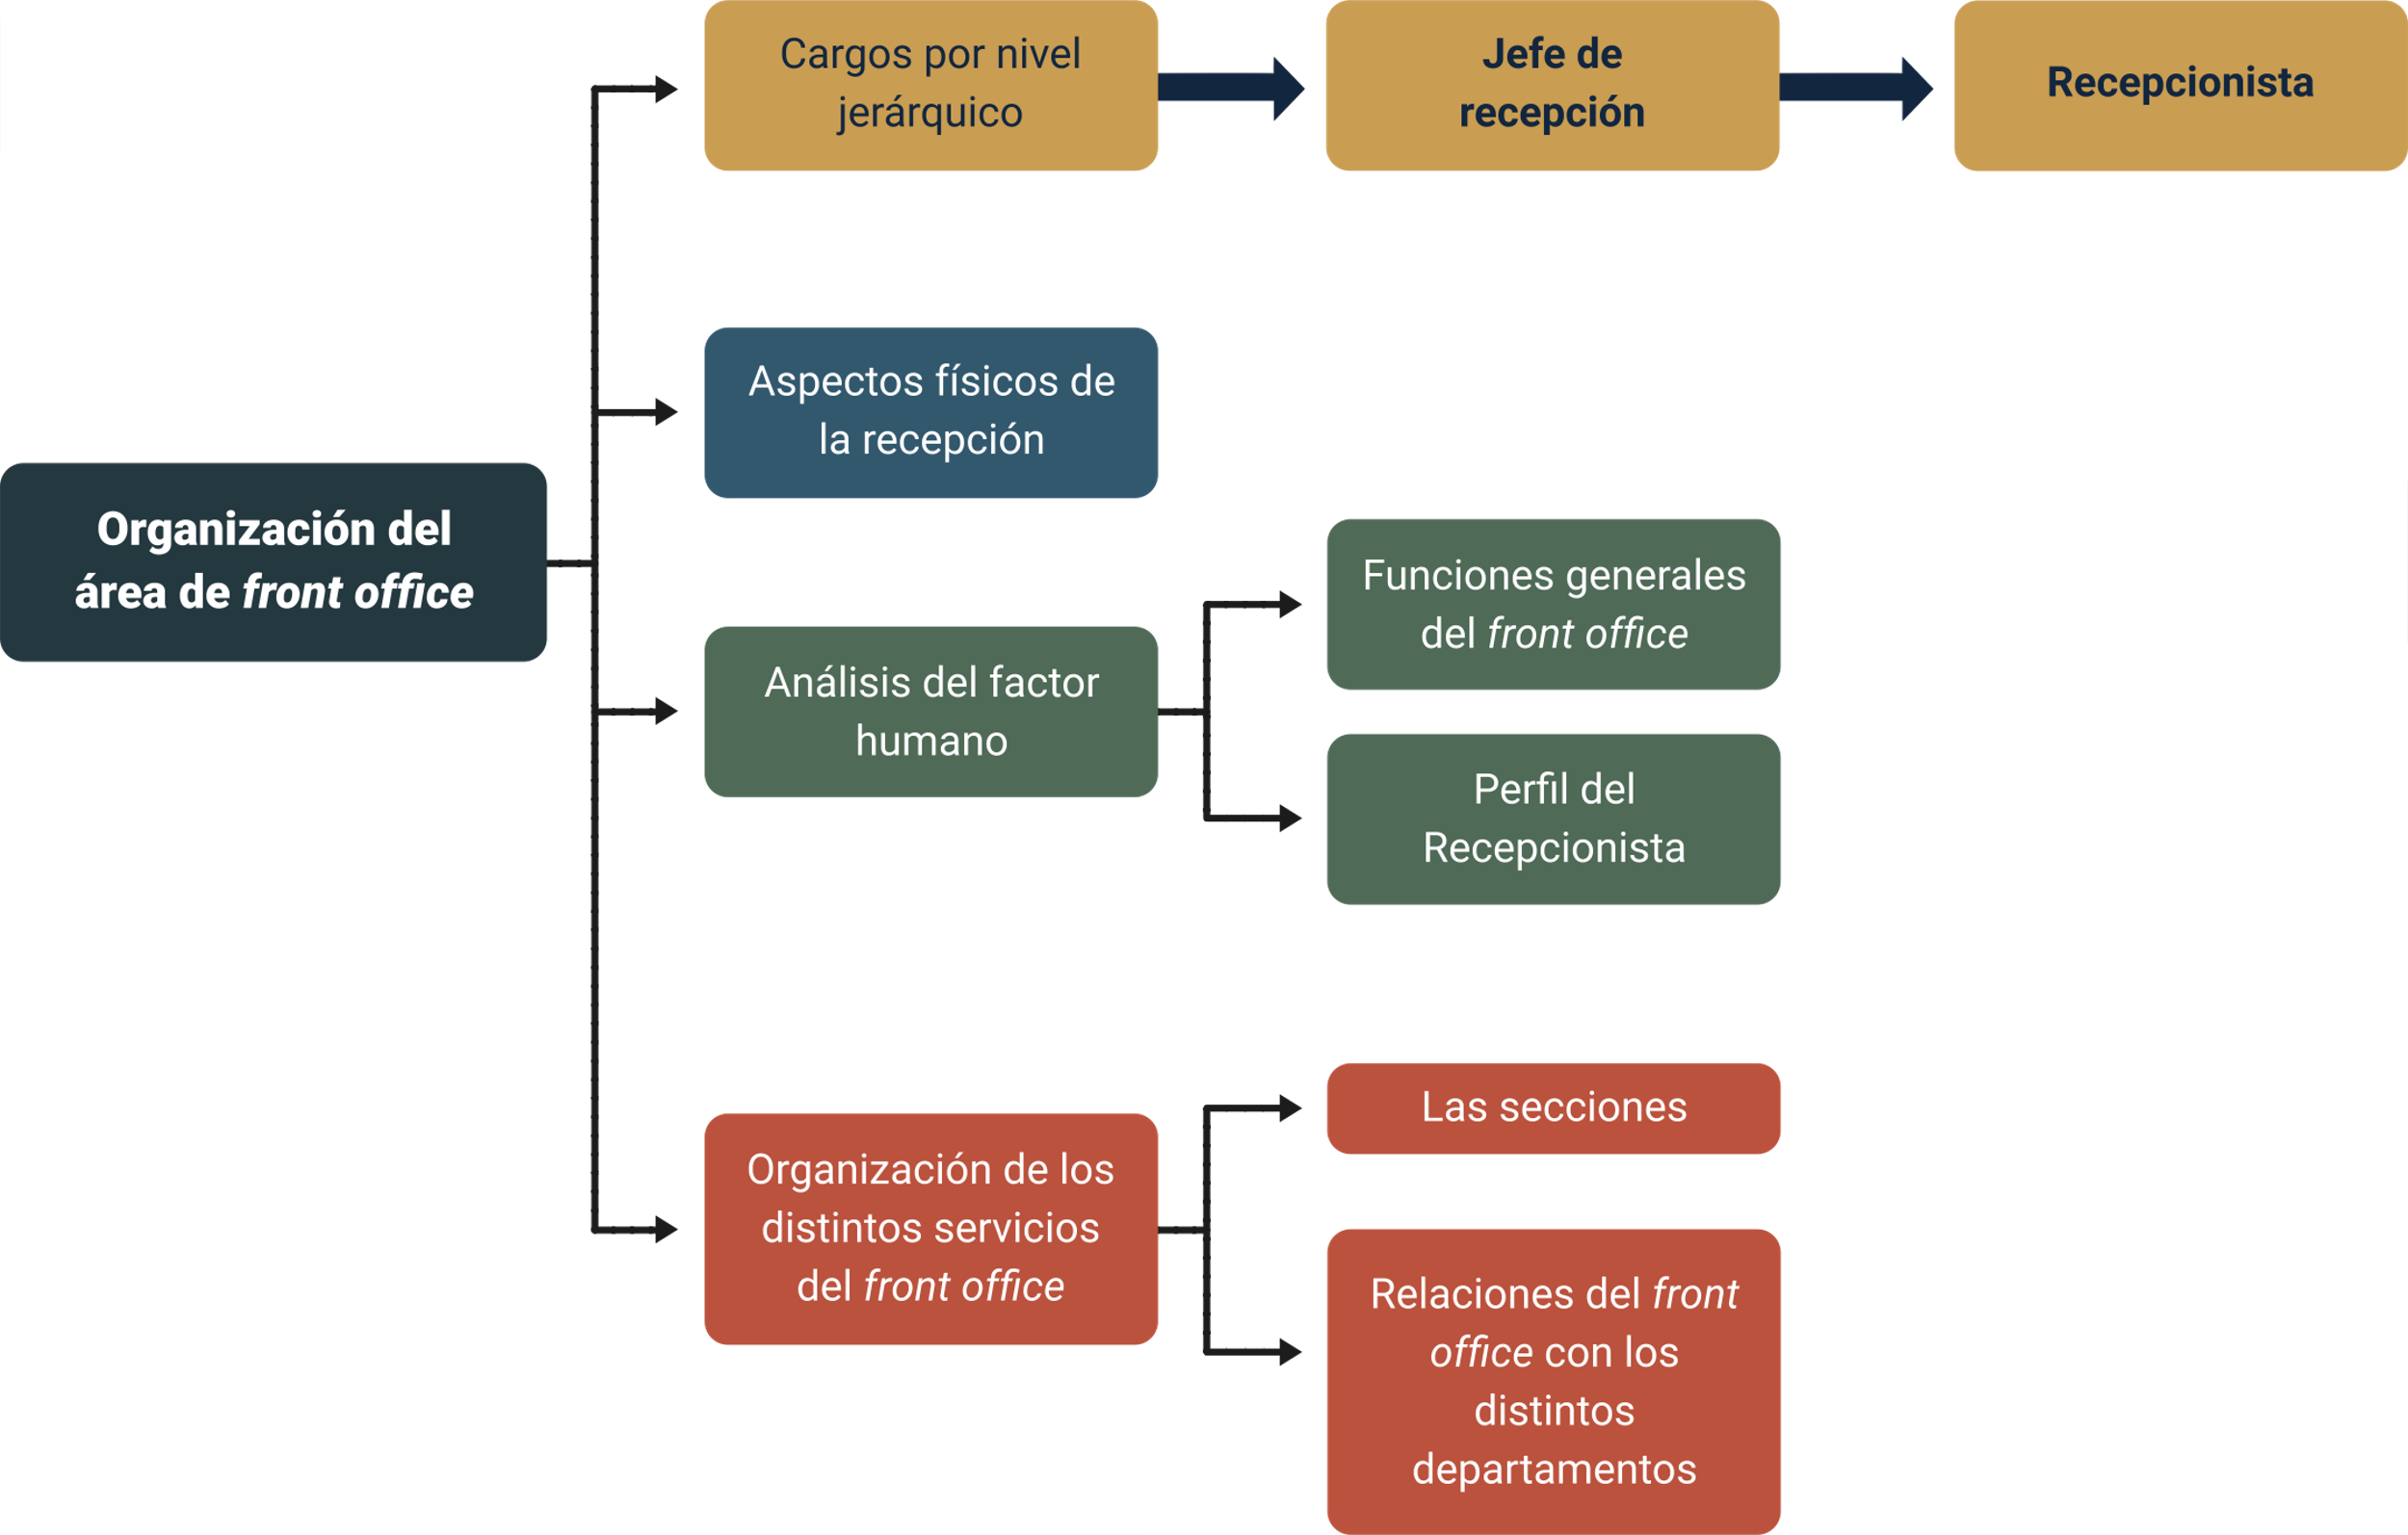 Organización del
área de front office
Cargos por nivel
jerárquico
Jefe de
recepción
Recepcionista
Aspectos físicos de
la recepción
Análisis del factor
humano
Funciones generales
del front office
Perfil del
Recepcionista
Organización de los
distintos servicios
del front office
Las secciones
Relaciones del front
office con los
distintos
departamentos